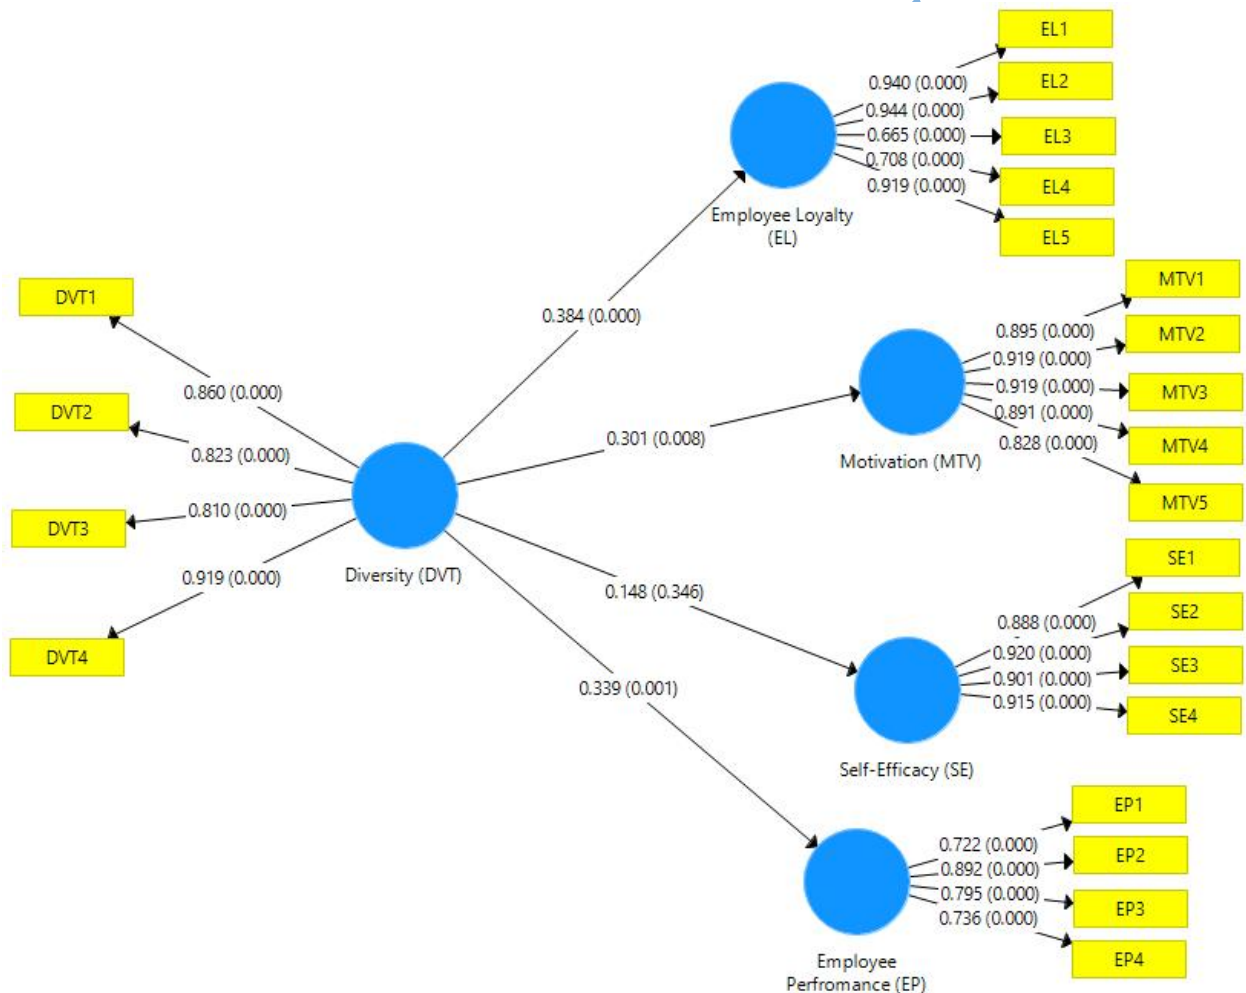 EL1
0.940 (0.000)
EL2
0.944 (0.000)
0.665 (0.000)
EL3
0.708 (0.000)
EL4
0.919 (0.000)
Employee Loyalty
(EL)
EL5
DVT1
MTV1
0.384 (0.000)
0.895 (0.000)
MTV2
0.919 (0.000)
0.860 (0.000)
0.919 (0.000)
MTV3
DVT2
0.891 (0.000)
0.301 (0.008)
0.828 (0.000)
MTV4
0.823 (0.000)
Motivation (MTV)
MTV5
0.810 (0.000)
DVT3
SE1
0.919 (0.000)
Diversity (DVT)
0.148 (0.346)
SE2
0.888 (0.000)
DVT4
0.920 (0.000)
SE3
0.901 (0.000)
0.339 (0.001)
0.915 (0.000)
SE4
Self-Efficacy (SE)
EP1
0.722 (0.000)
EP2
0.892 (0.000)
0.795 (0.000)
EP3
0.736 (0.000)
Employee
Perfromance (EP)
EP4